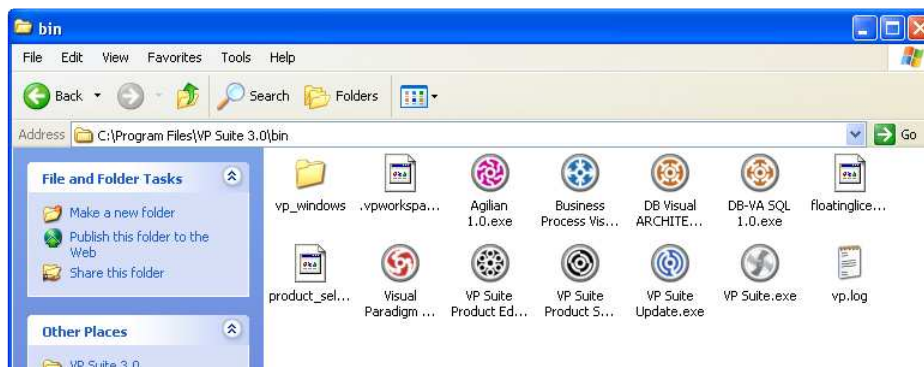 bin
File Edit View Favorites Tools Help
Back Search Folders
Address C:\Program Files\VP Suite 3.0\bin Go
File and Folder Tasks
Make a new folder
Publish this folder to the
Web
Share this folder
Other Places
VP Suite 3.0
vp_windows .vpworkspa... Agilian Business DB Visual DB-VA SQL floatinglice...
1.0.exe Process Vis... ARCHITE... 1.0.exe
product_sel... Visual VP Suite VP Suite VP Suite VP Suite.exe vp.log
Paradigm ... Product Ed... Product S... Update.exe